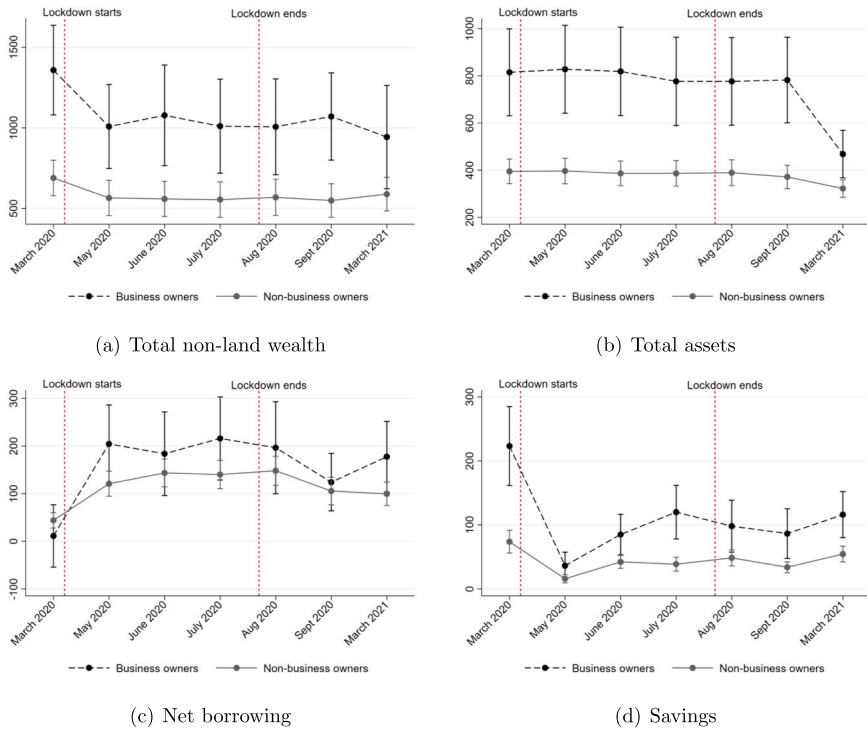 Lockdown starts
Lockdown ends
1500
1000
500
March 2020
May 2020
June 2020
July 2020
Aug 2020
Sept 2020
March 2021
Business owners
Non-business owners
(a) Total non-land wealth
Lockdown starts
Lockdown ends
1000
800
600
400
200
March 2020
May 2020
June 2020
July 2020
Aug 2020
Sept 2020
March 2021
Business owners
Non-business owners
(b) Total assets
Lockdown starts
Lockdown ends
300
200
100
0
-100
March 2020
May 2020
June 2020
July 2020
Aug 2020
Sept 2020
March 2021
Business owners
Non-business owners
(c) Net borrowing
Lockdown starts
Lockdown ends
300
200
100
0
March 2020
May 2020
June 2020
July 2020
Aug 2020
Sept 2020
March 2021
Business owners
Non-business owners
(d) Savings